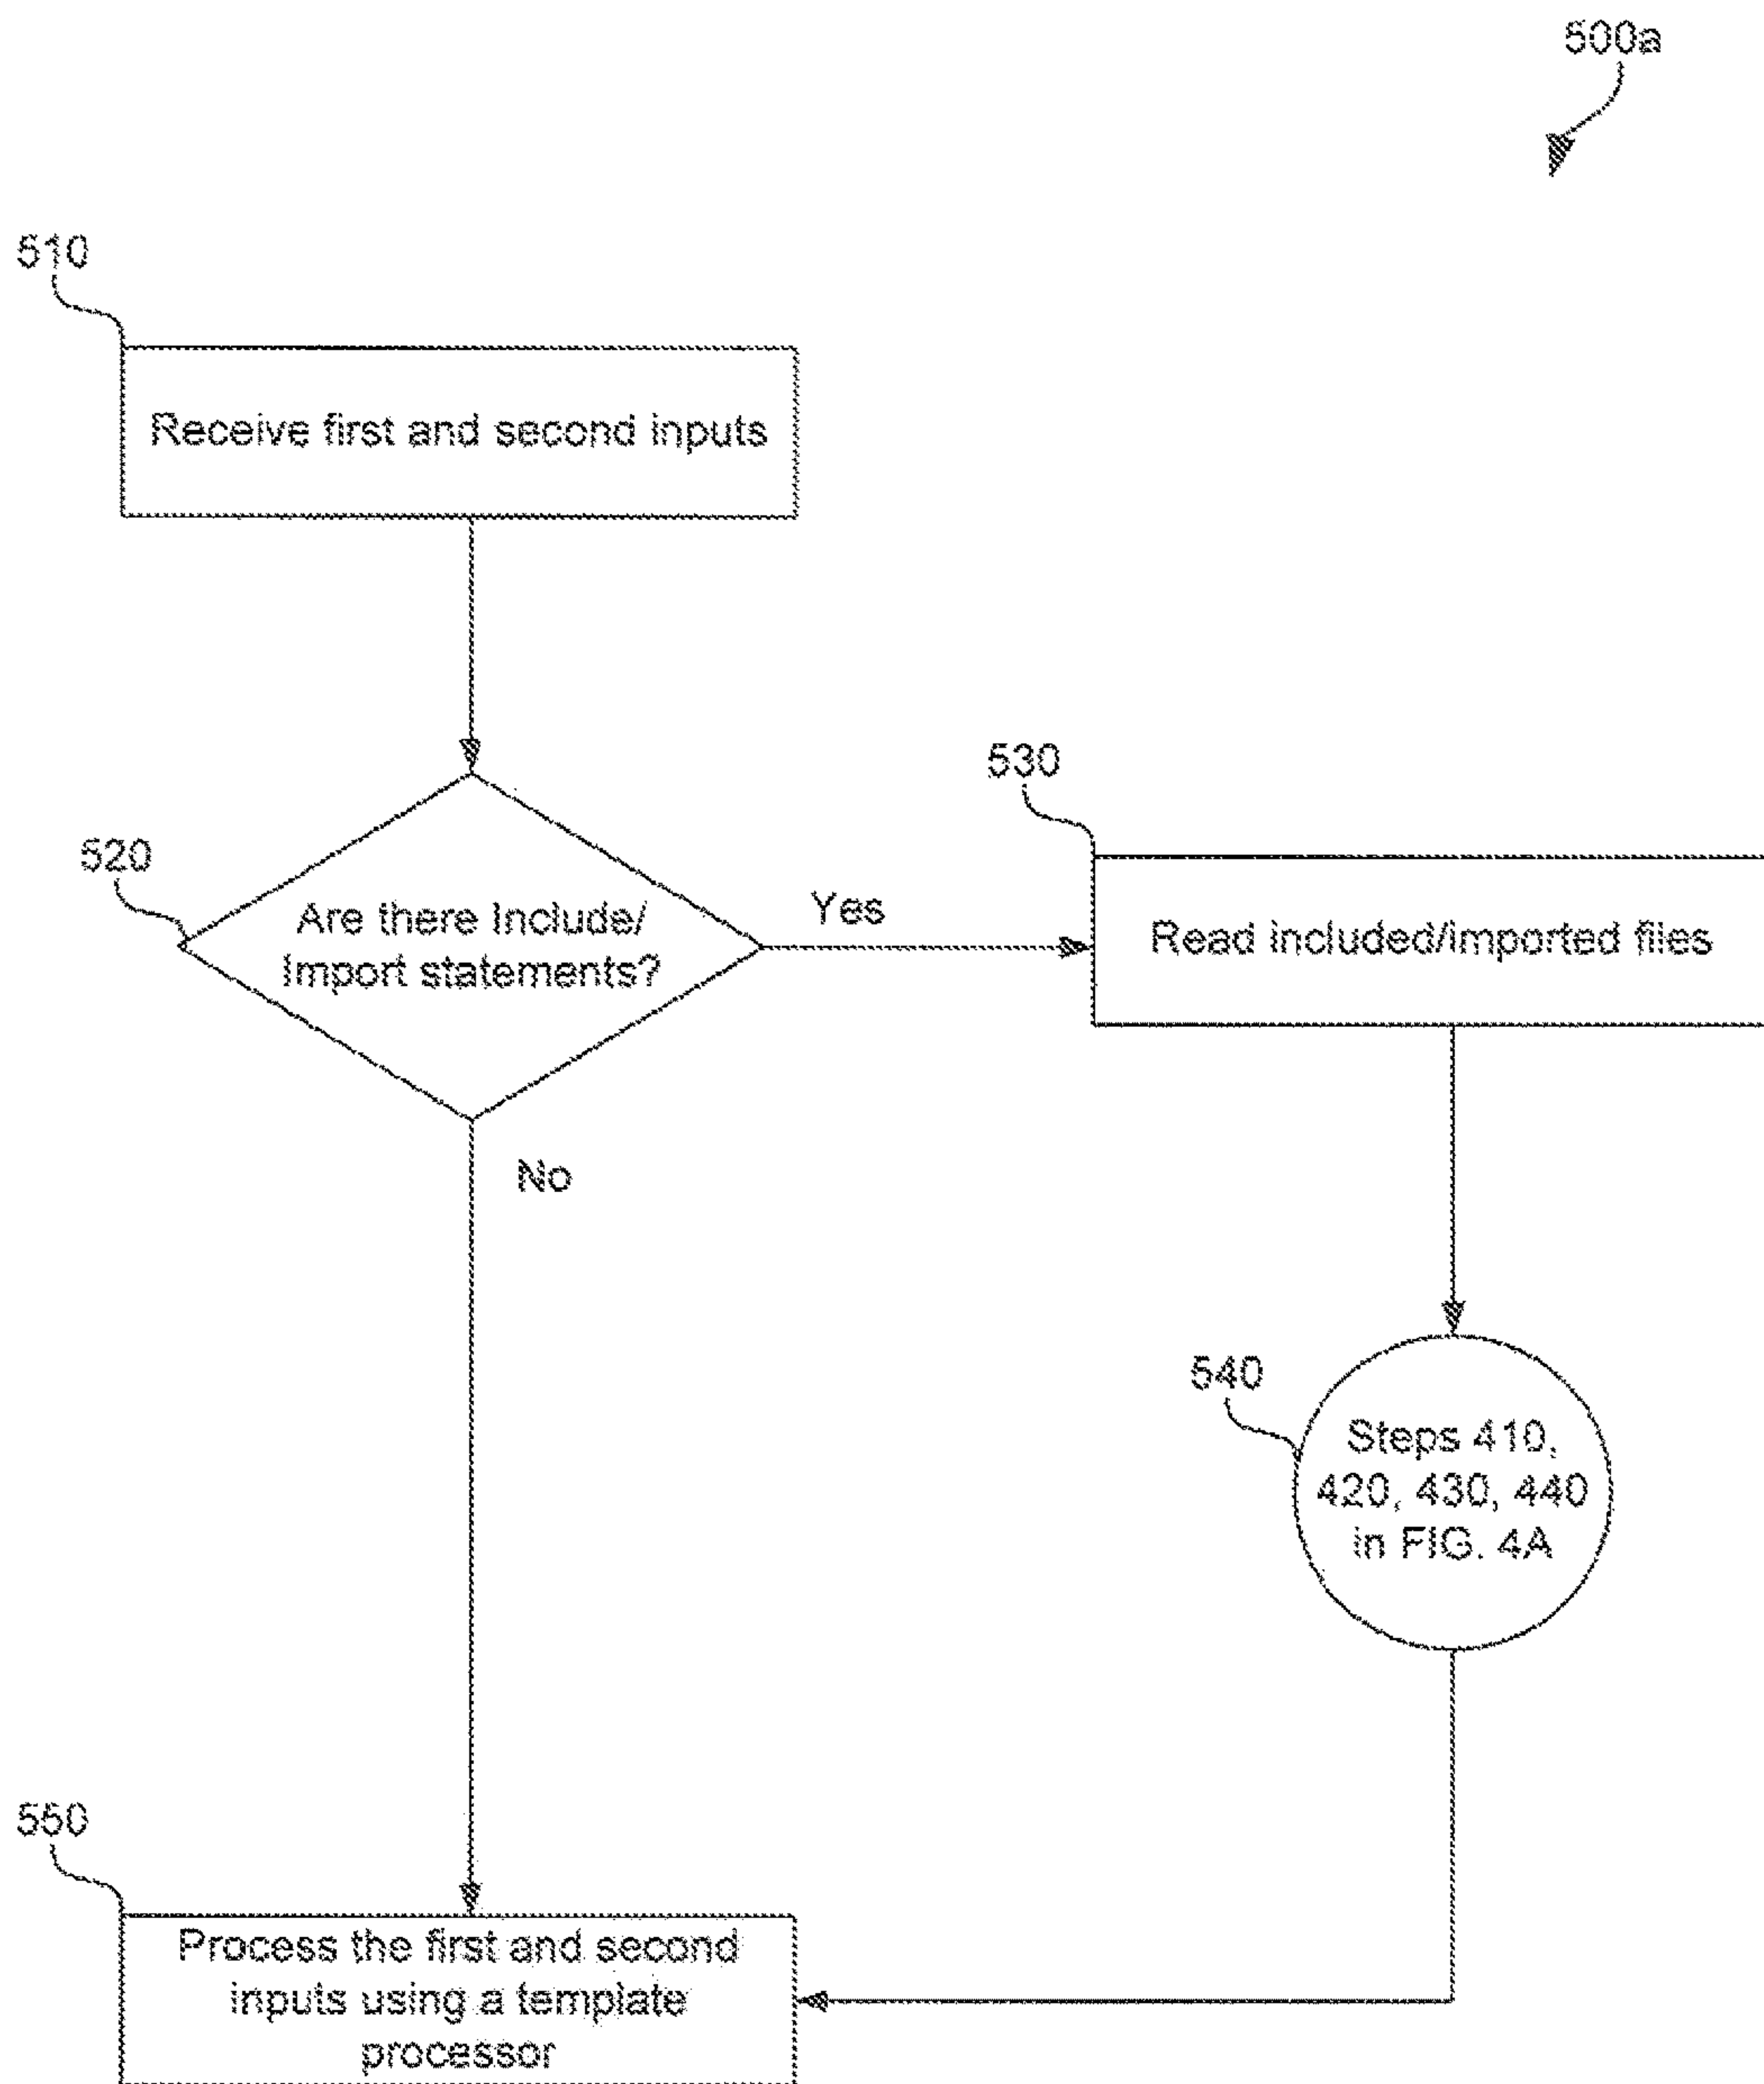 500a
510
Receive first and second inputs
520
Are there Include/
Import statements?
Yes
530
Read included/imported files
No
540
Steps 410,
420, 430, 440
in FIG. 4A
550
Process the first and second
inputs using a template
processor